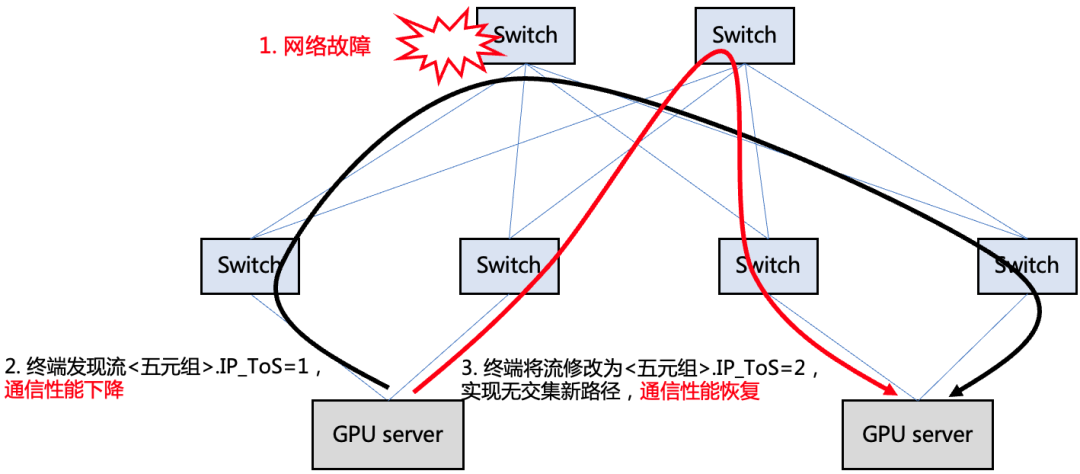 1. 网络故障
Switch
Switch
Switch
Switch
Switch
Switch
2. 终端发现流<五元组>.IP_ToS=1，
通信性能下降
3. 终端将流修改为<五元组>.IP_ToS=2，
实现无交集新路径，通信性能恢复
GPU server
GPU server